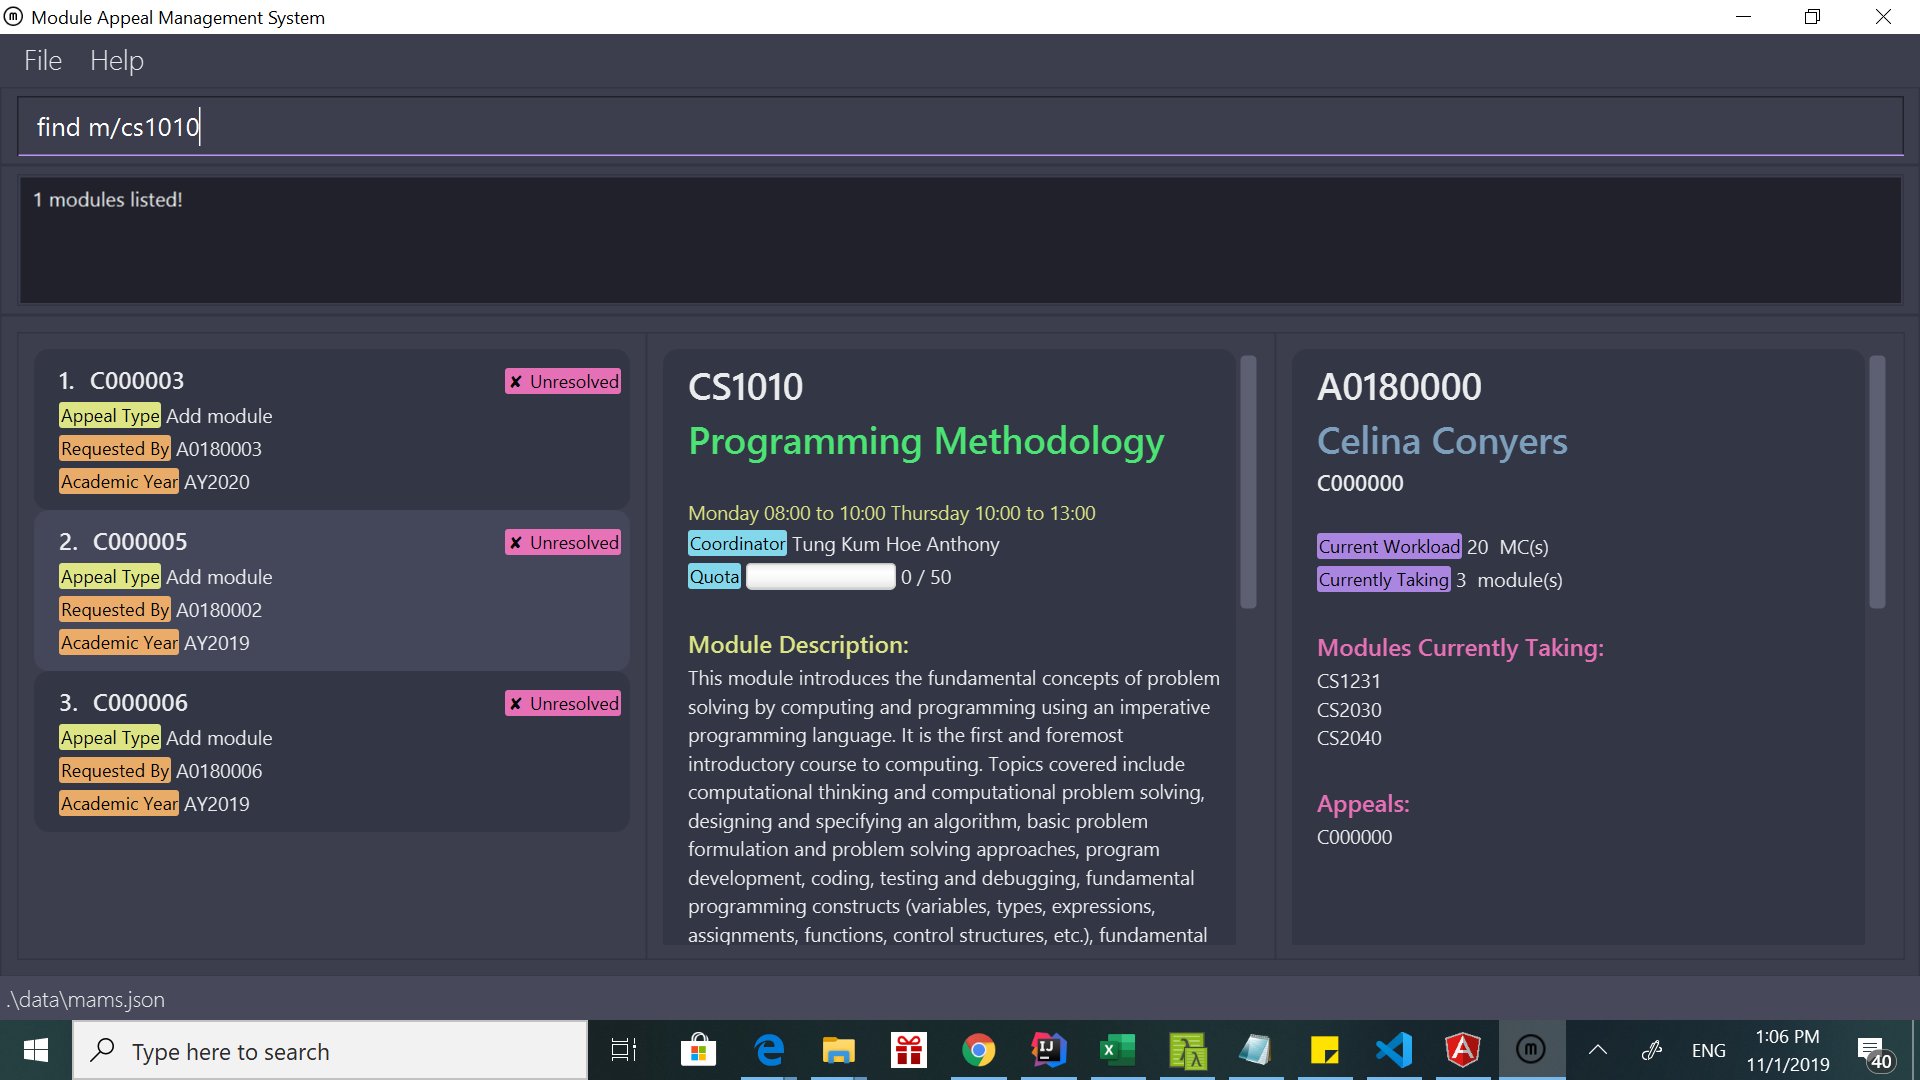 Module Appeal Management System
File Help
find m/cs1010
1 modules listed!
1. C000003
✘ Unresolved
Appeal Type Add module
Requested By A0180003
Academic Year AY2020
2. C000005
✘ Unresolved
Appeal Type Add module
Requested By A0180002
Academic Year AY2019
3. C000006
✘ Unresolved
Appeal Type Add module
Requested By A0180006
Academic Year AY2019
CS1010
Programming Methodology
Monday 08:00 to 10:00 Thursday 10:00 to 13:00
Coordinator Tung Kum Hoe Anthony
Quota 0 / 50
Module Description:
This module introduces the fundamental concepts of problem
solving by computing and programming using an imperative
programming language. It is the first and foremost
introductory course to computing. Topics covered include
computational thinking and computational problem solving,
designing and specifying an algorithm, basic problem
formulation and problem solving approaches, program
development, coding, testing and debugging, fundamental
programming constructs (variables, types, expressions,
assignments, functions, control structures, etc.), fundamental
A0180000
Celina Conyers
C000000
Current Workload 20 MC(s)
Currently Taking 3 module(s)
Modules Currently Taking:
CS1231
CS2030
CS2040
Appeals:
C000000
.\data\mams.json
Type here to search
ENG
1:06 PM
11/1/2019
40